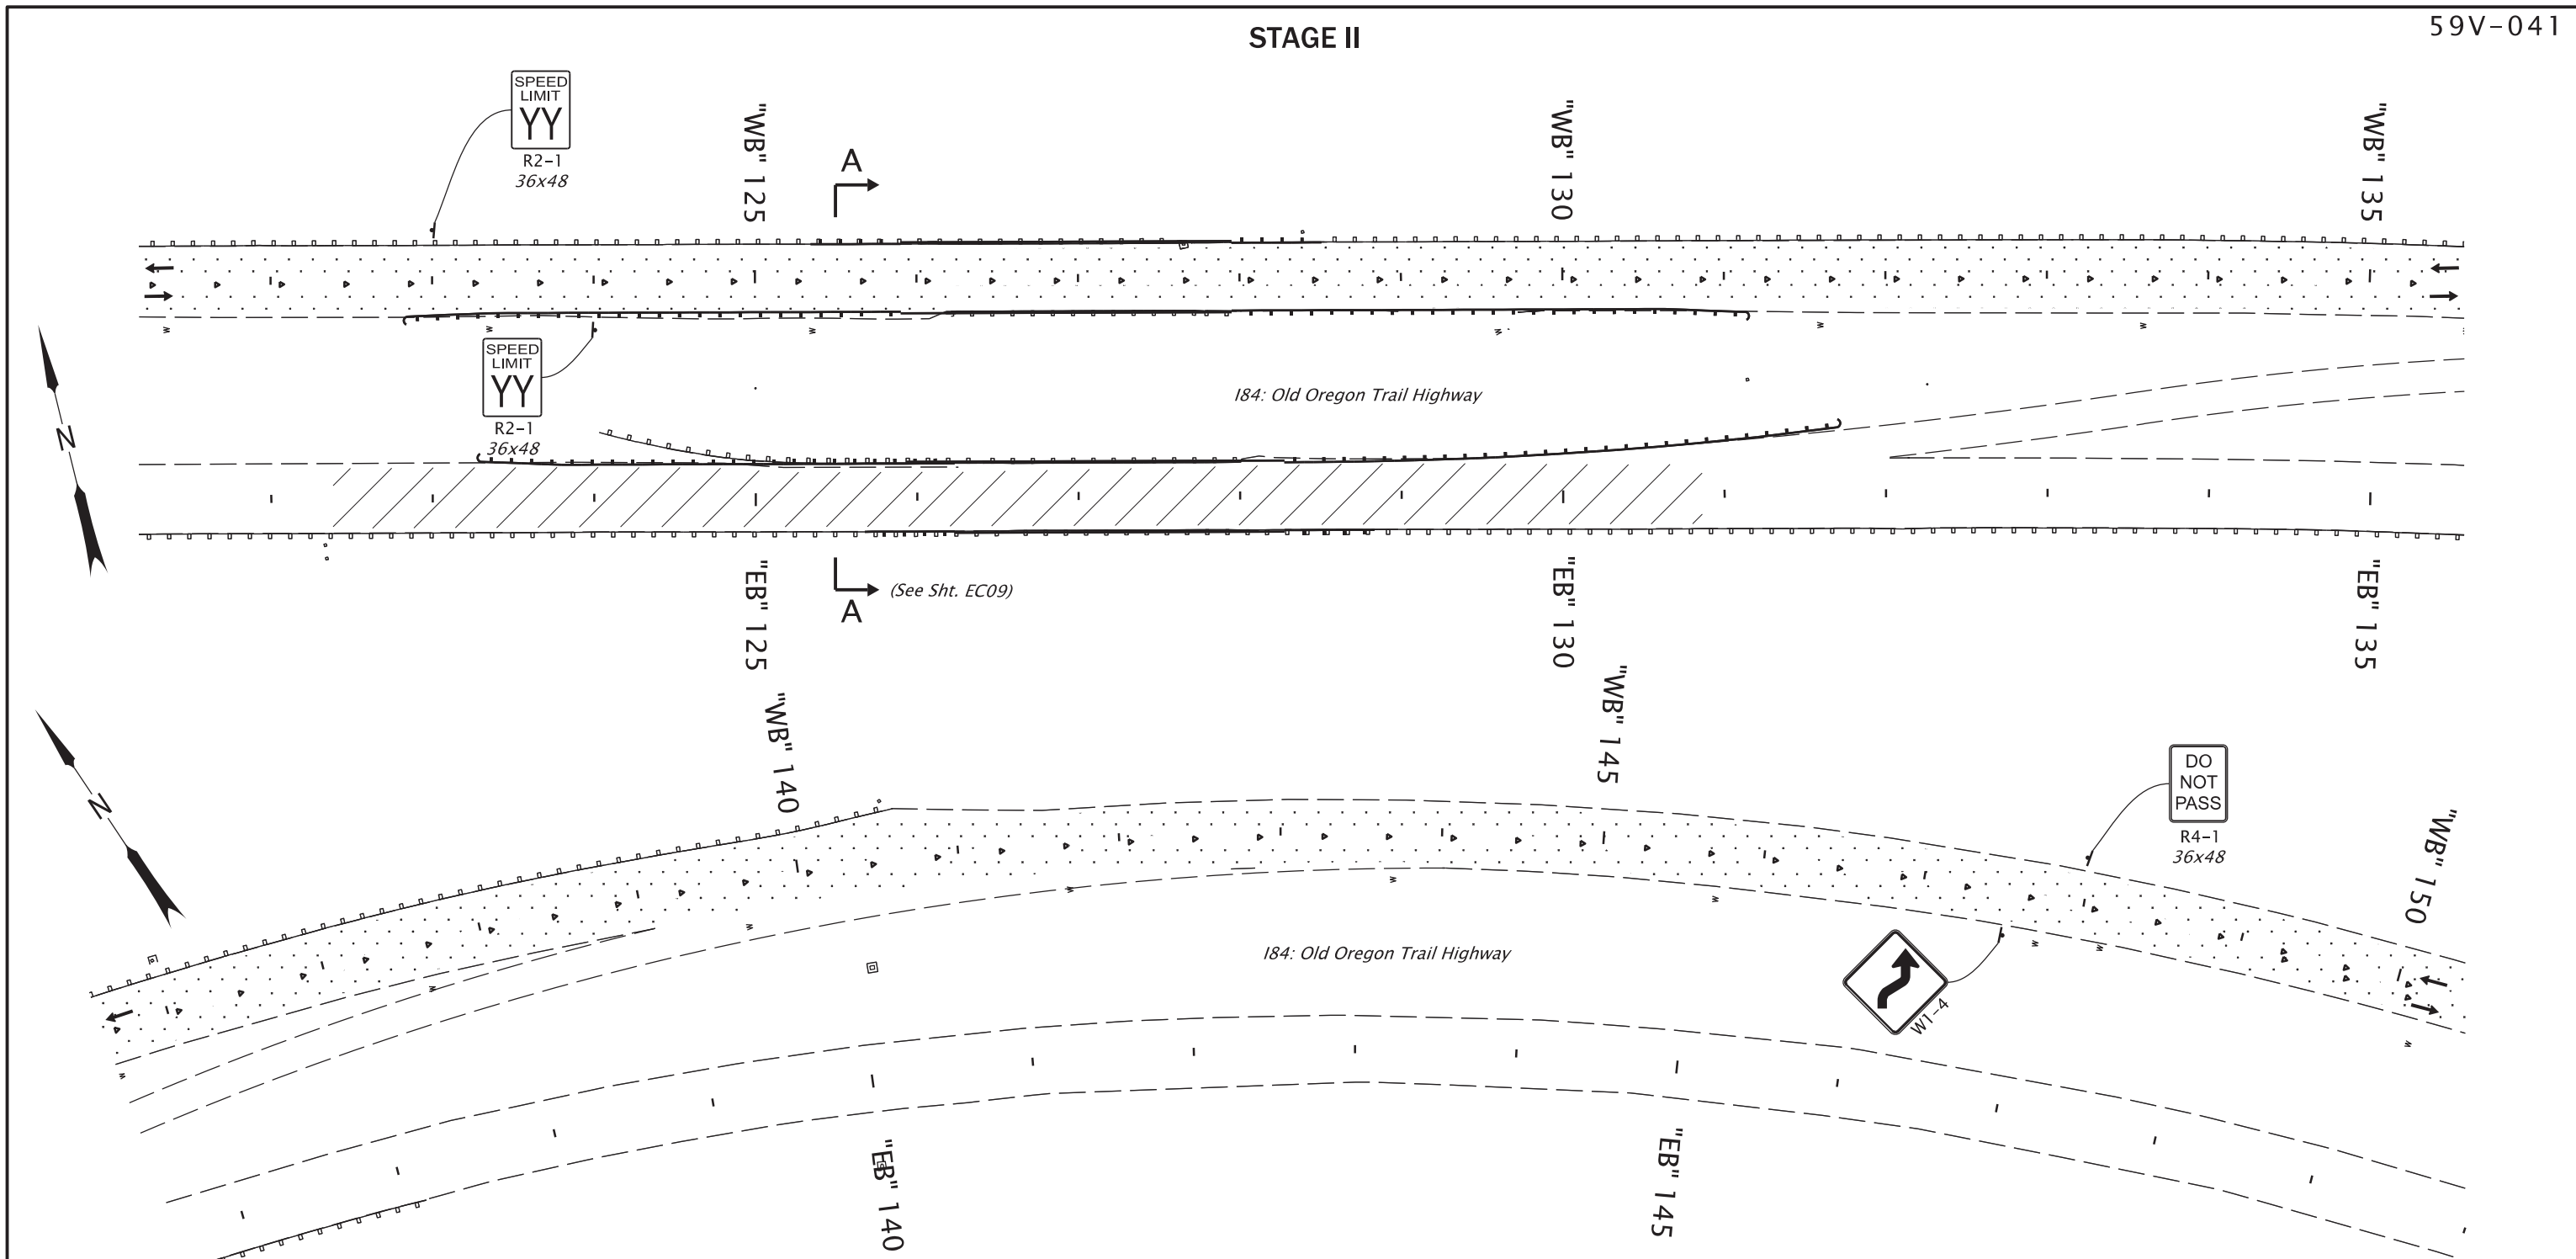 59V-041
STAGE II
SPEED
LIMIT
YY
R2-1
36x48
"WB" 125
A
"WB" 130
"WB" 135
SPEED
LIMIT
YY
R2-1
36x48
I84: Old Oregon Trail Highway
N
A
(See Sht. EC09)
"EB" 125
"EB" 130
"EB" 135
"WB" 140
"WB" 145
DO
NOT
PASS
R4-1
36x48
"WB" 150
N
I84: Old Oregon Trail Highway
W1-4
"EB" 140
"EB" 145